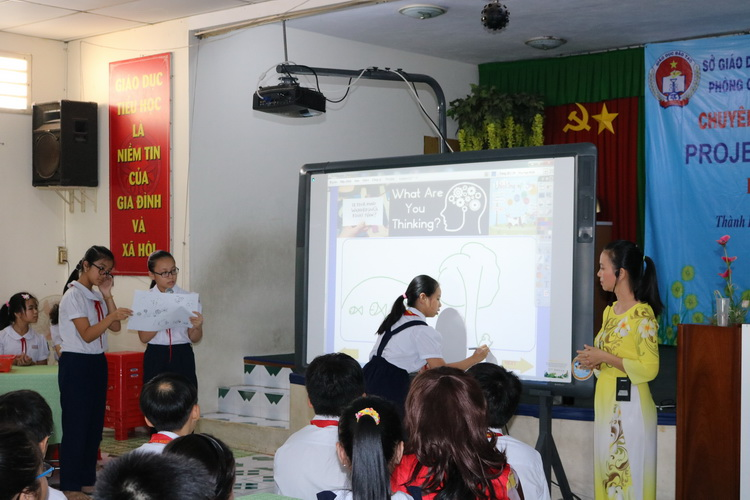 GIÁO DỤC
TIỂU HỌC
LÀ
NIỀM TIN
CỦA
GIA ĐÌNH
VÀ
XÃ HỘI
What Are
You
Thinking?
SỞ GIÁO D
PHÒNG G
CHUYÊN
PROJE
Thành